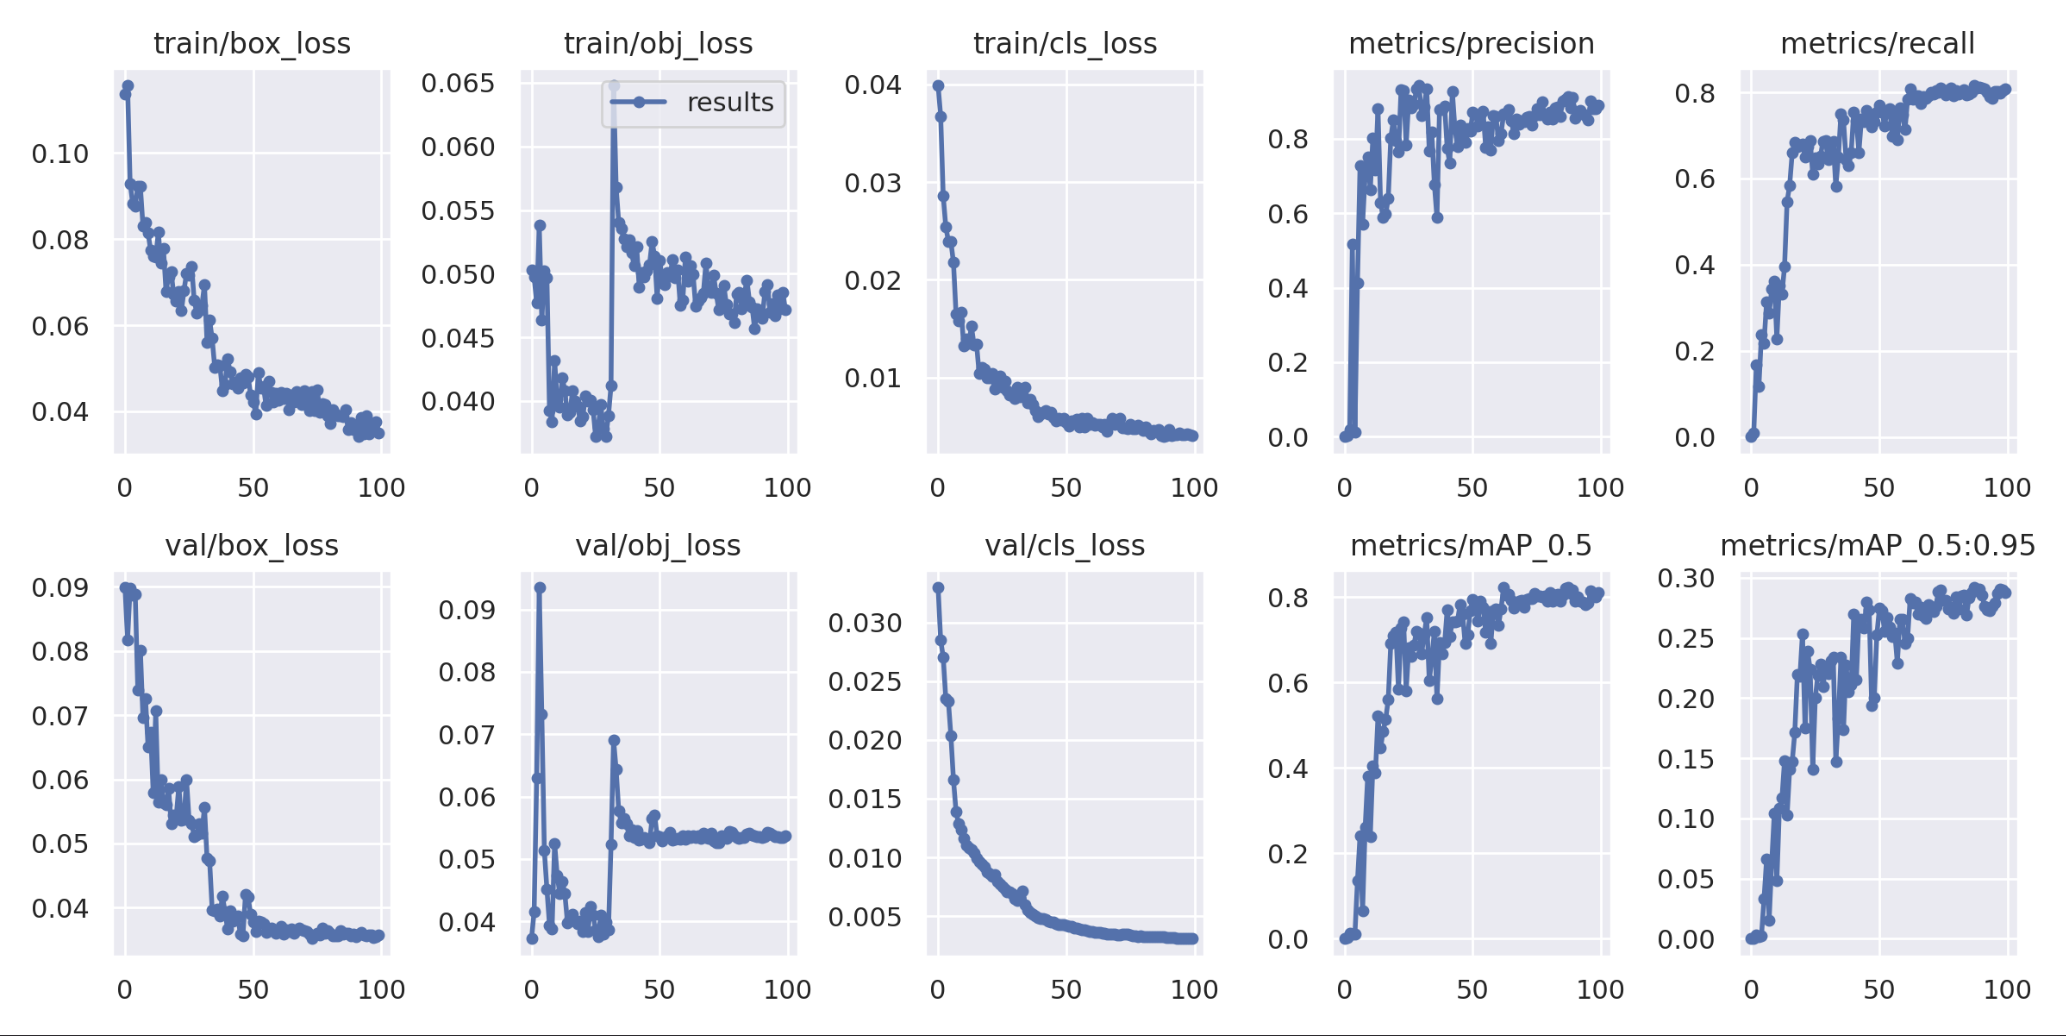 train/box_loss
0.10
0.08
0.06
0.04
0 50 100
train/obj_loss
results
0.065
0.060
0.055
0.050
0.045
0.040
0 50 100
train/cls_loss
0.04
0.03
0.02
0.01
0 50 100
metrics/precision
0.8
0.6
0.4
0.2
0.0
0 50 100
metrics/recall
0.8
0.6
0.4
0.2
0.0
0 50 100
val/box_loss
0.09
0.08
0.07
0.06
0.05
0.04
0 50 100
val/obj_loss
0.09
0.08
0.07
0.06
0.05
0.04
0 50 100
val/cls_loss
0.030
0.025
0.020
0.015
0.010
0.005
0 50 100
metrics/mAP_0.5
0.8
0.6
0.4
0.2
0.0
0 50 100
metrics/mAP_0.5:0.95
0.30
0.25
0.20
0.15
0.10
0.05
0.00
0 50 100